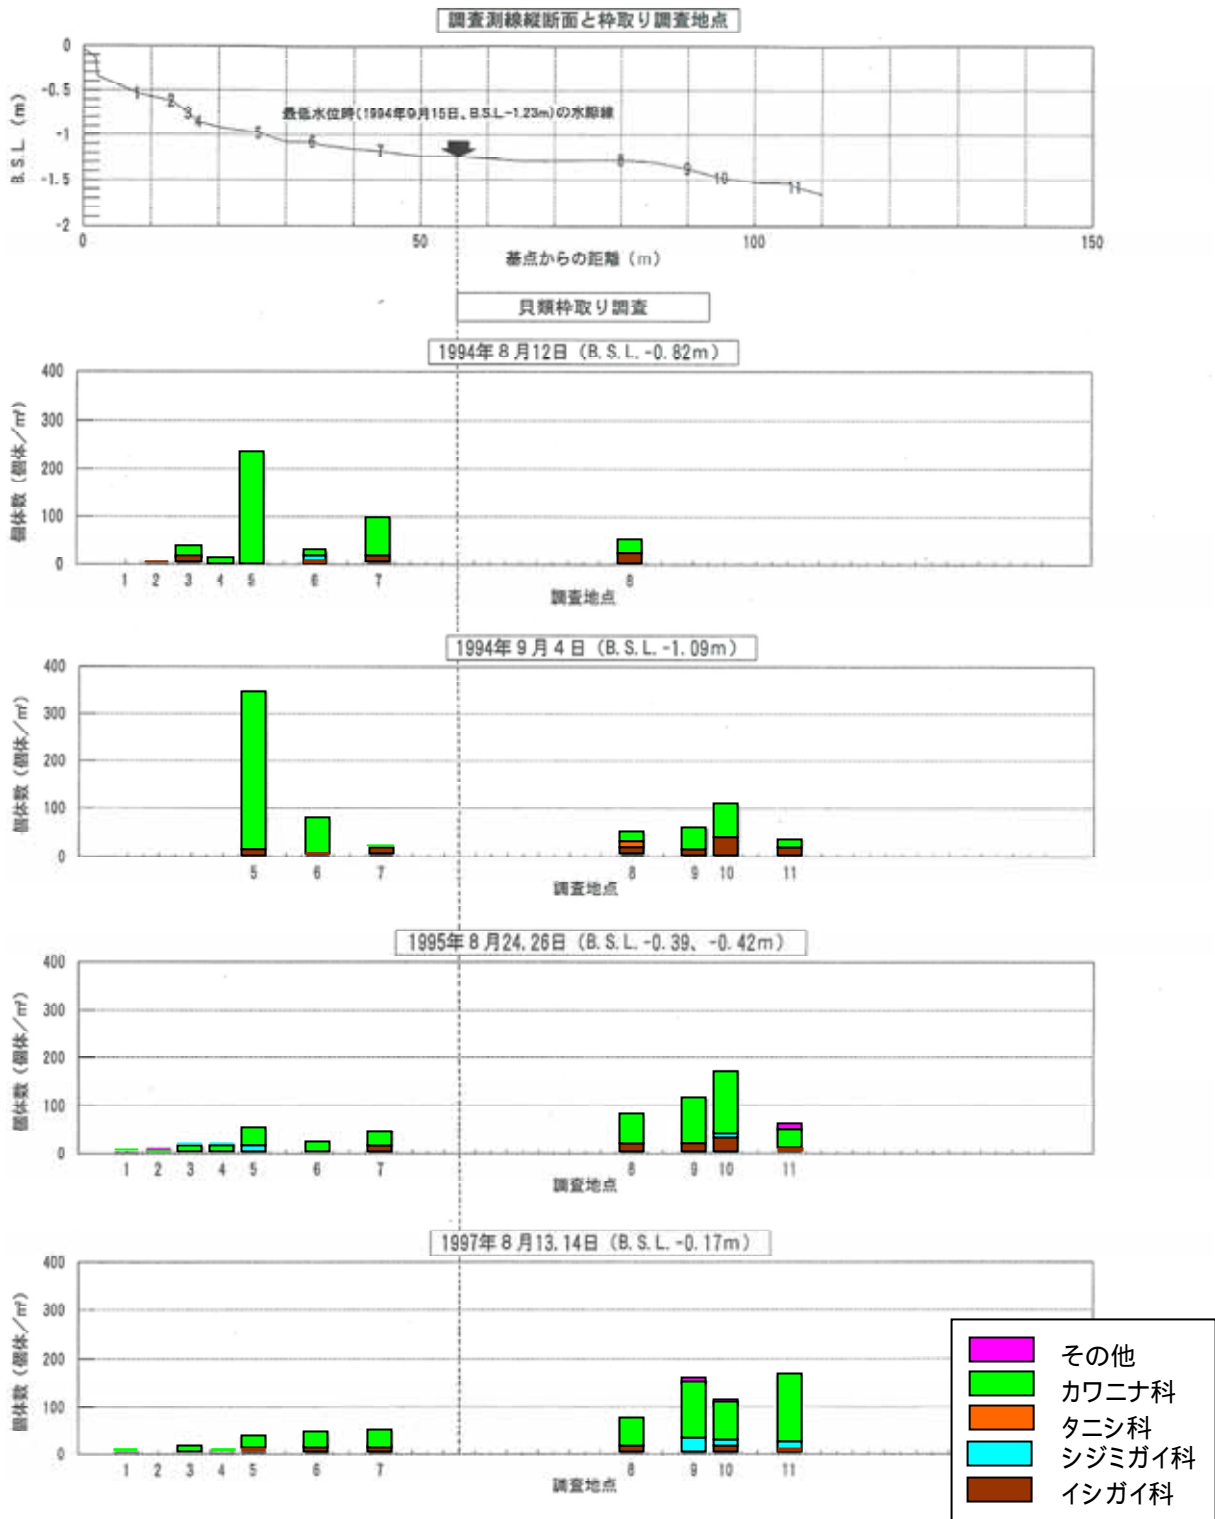 調査測線縦断面と枠取り調査地点
0
-0.5
-1
-1.5
-2
B.S.L. (m)
1 2 3 4 5 6 7 8 9 10 11
最低水位時(1994年9月15日、B.S.L.-1.23m)の水際線
0 50 100 150
基点からの距離 (m)
貝類枠取り調査
1994年8月12日 (B.S.L.-0.82m)
400
300
200
100
0
個体数 (個体/㎡)
1 2 3 4 5 6 7 8
調査地点
1994年9月4日 (B.S.L.-1.09m)
400
300
200
100
0
個体数 (個体/㎡)
5 6 7 8 9 10 11
調査地点
1995年8月24,26日 (B.S.L.-0.39、-0.42m)
400
300
200
100
0
個体数 (個体/㎡)
1 2 3 4 5 6 7 8 9 10 11
調査地点
1997年8月13,14日 (B.S.L.-0.17m)
400
300
200
100
0
個体数 (個体/㎡)
1 2 3 4 5 6 7 8 9 10 11
調査地点
その他
カワニナ科
タニシ科
シジミガイ科
イシガイ科